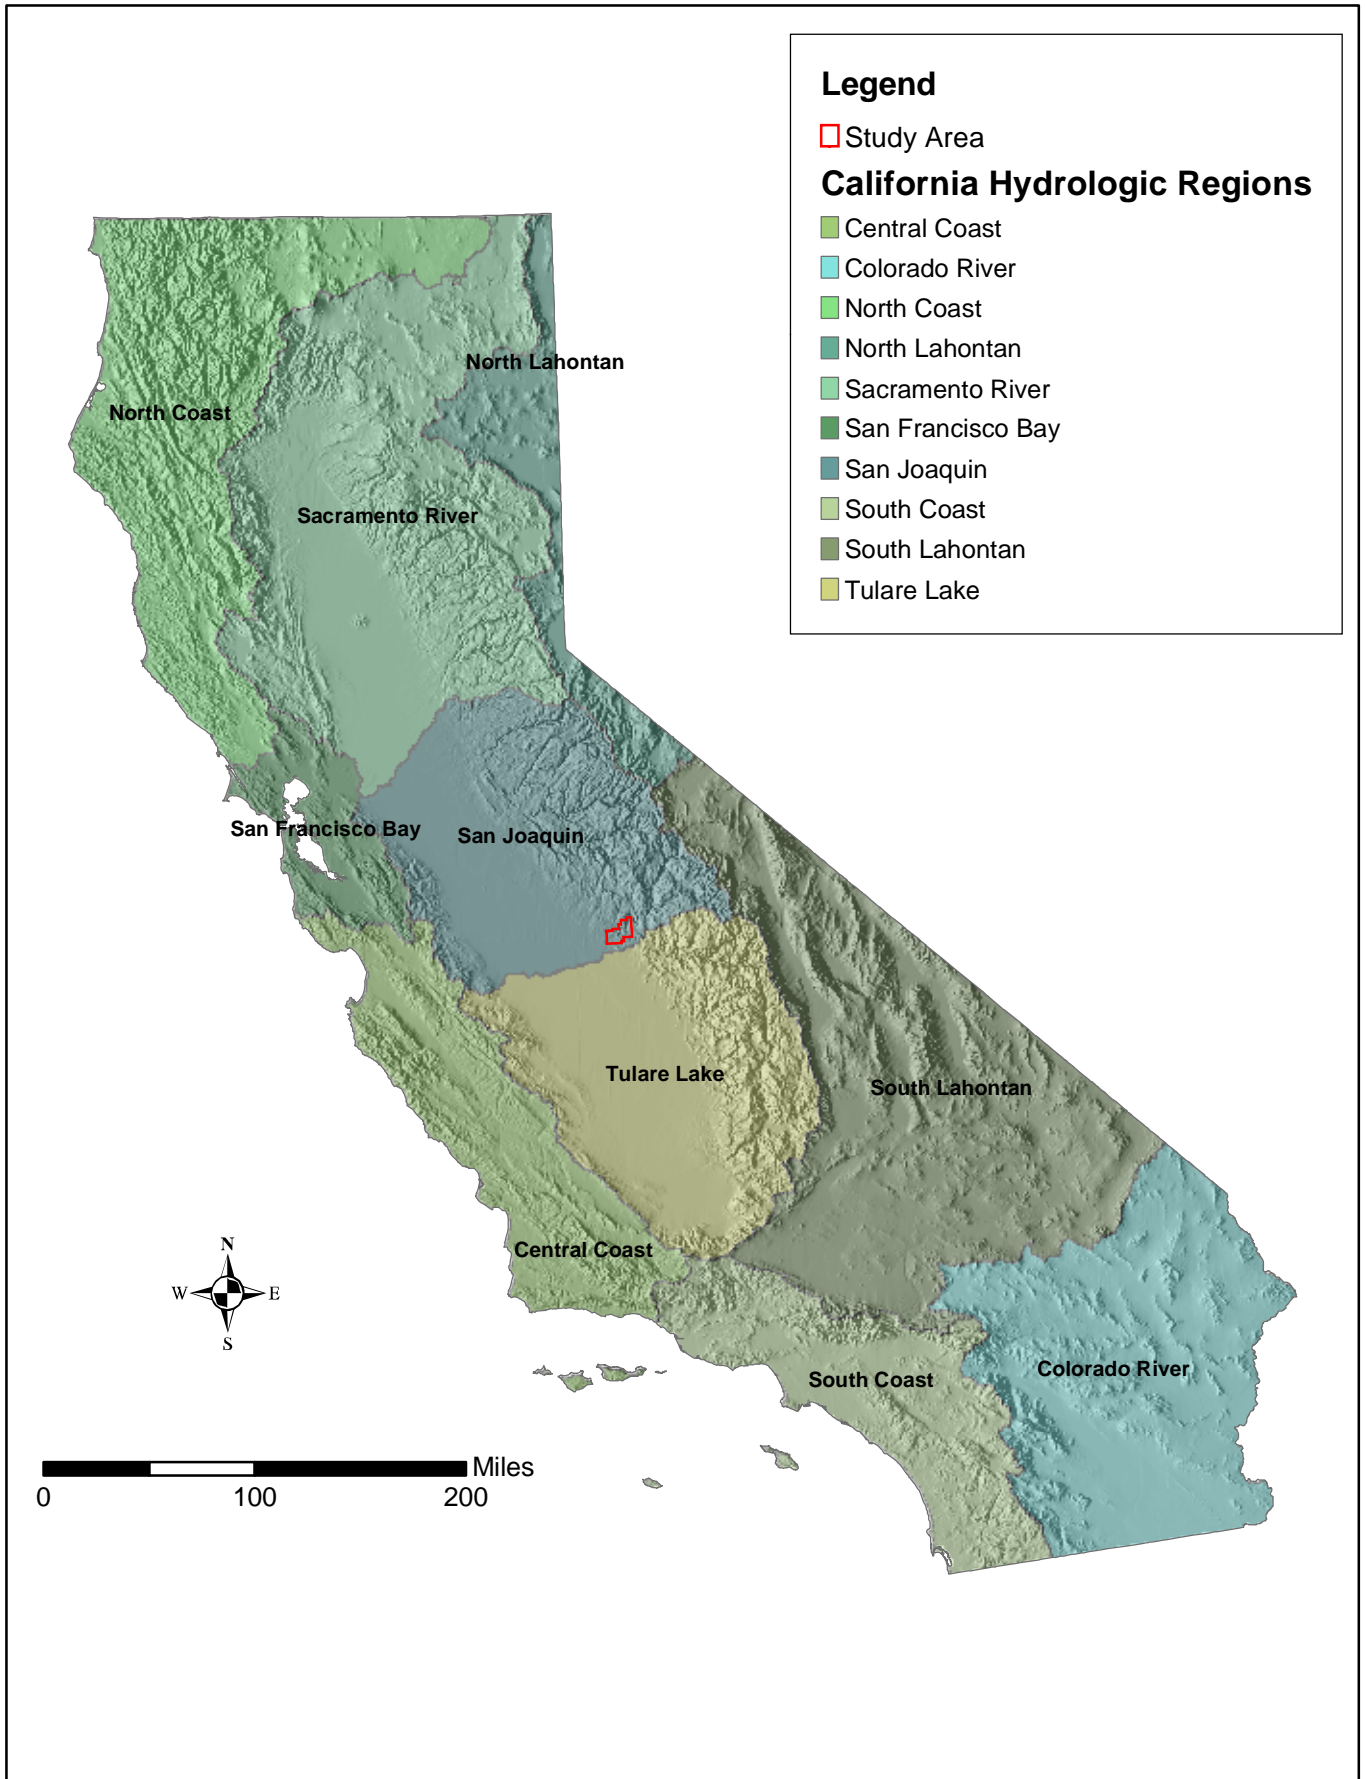 Legend
Study Area
California Hydrologic Regions
Central Coast
Colorado River
North Coast
North Lahontan
Sacramento River
San Francisco Bay
San Joaquin
South Coast
South Lahontan
Tulare Lake
North Lahontan
North Coast
Sacramento River
San Francisco Bay
San Joaquin
Tulare Lake
South Lahontan
Central Coast
South Coast
Colorado River
N
W E
S
Miles
0 100 200